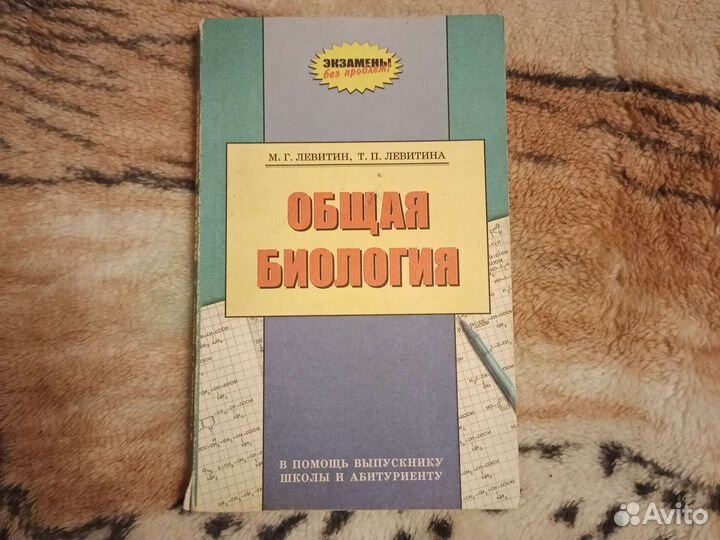 ЭКЗАМЕНЫ
без проблем!
М. Г. ЛЕВИТИН, Т. П. ЛЕВИТИНА
ОБЩАЯ
БИОЛОГИЯ
В ПОМОЩЬ ВЫПУСКНИКУ
ШКОЛЫ И АБИТУРИЕНТУ
Avito